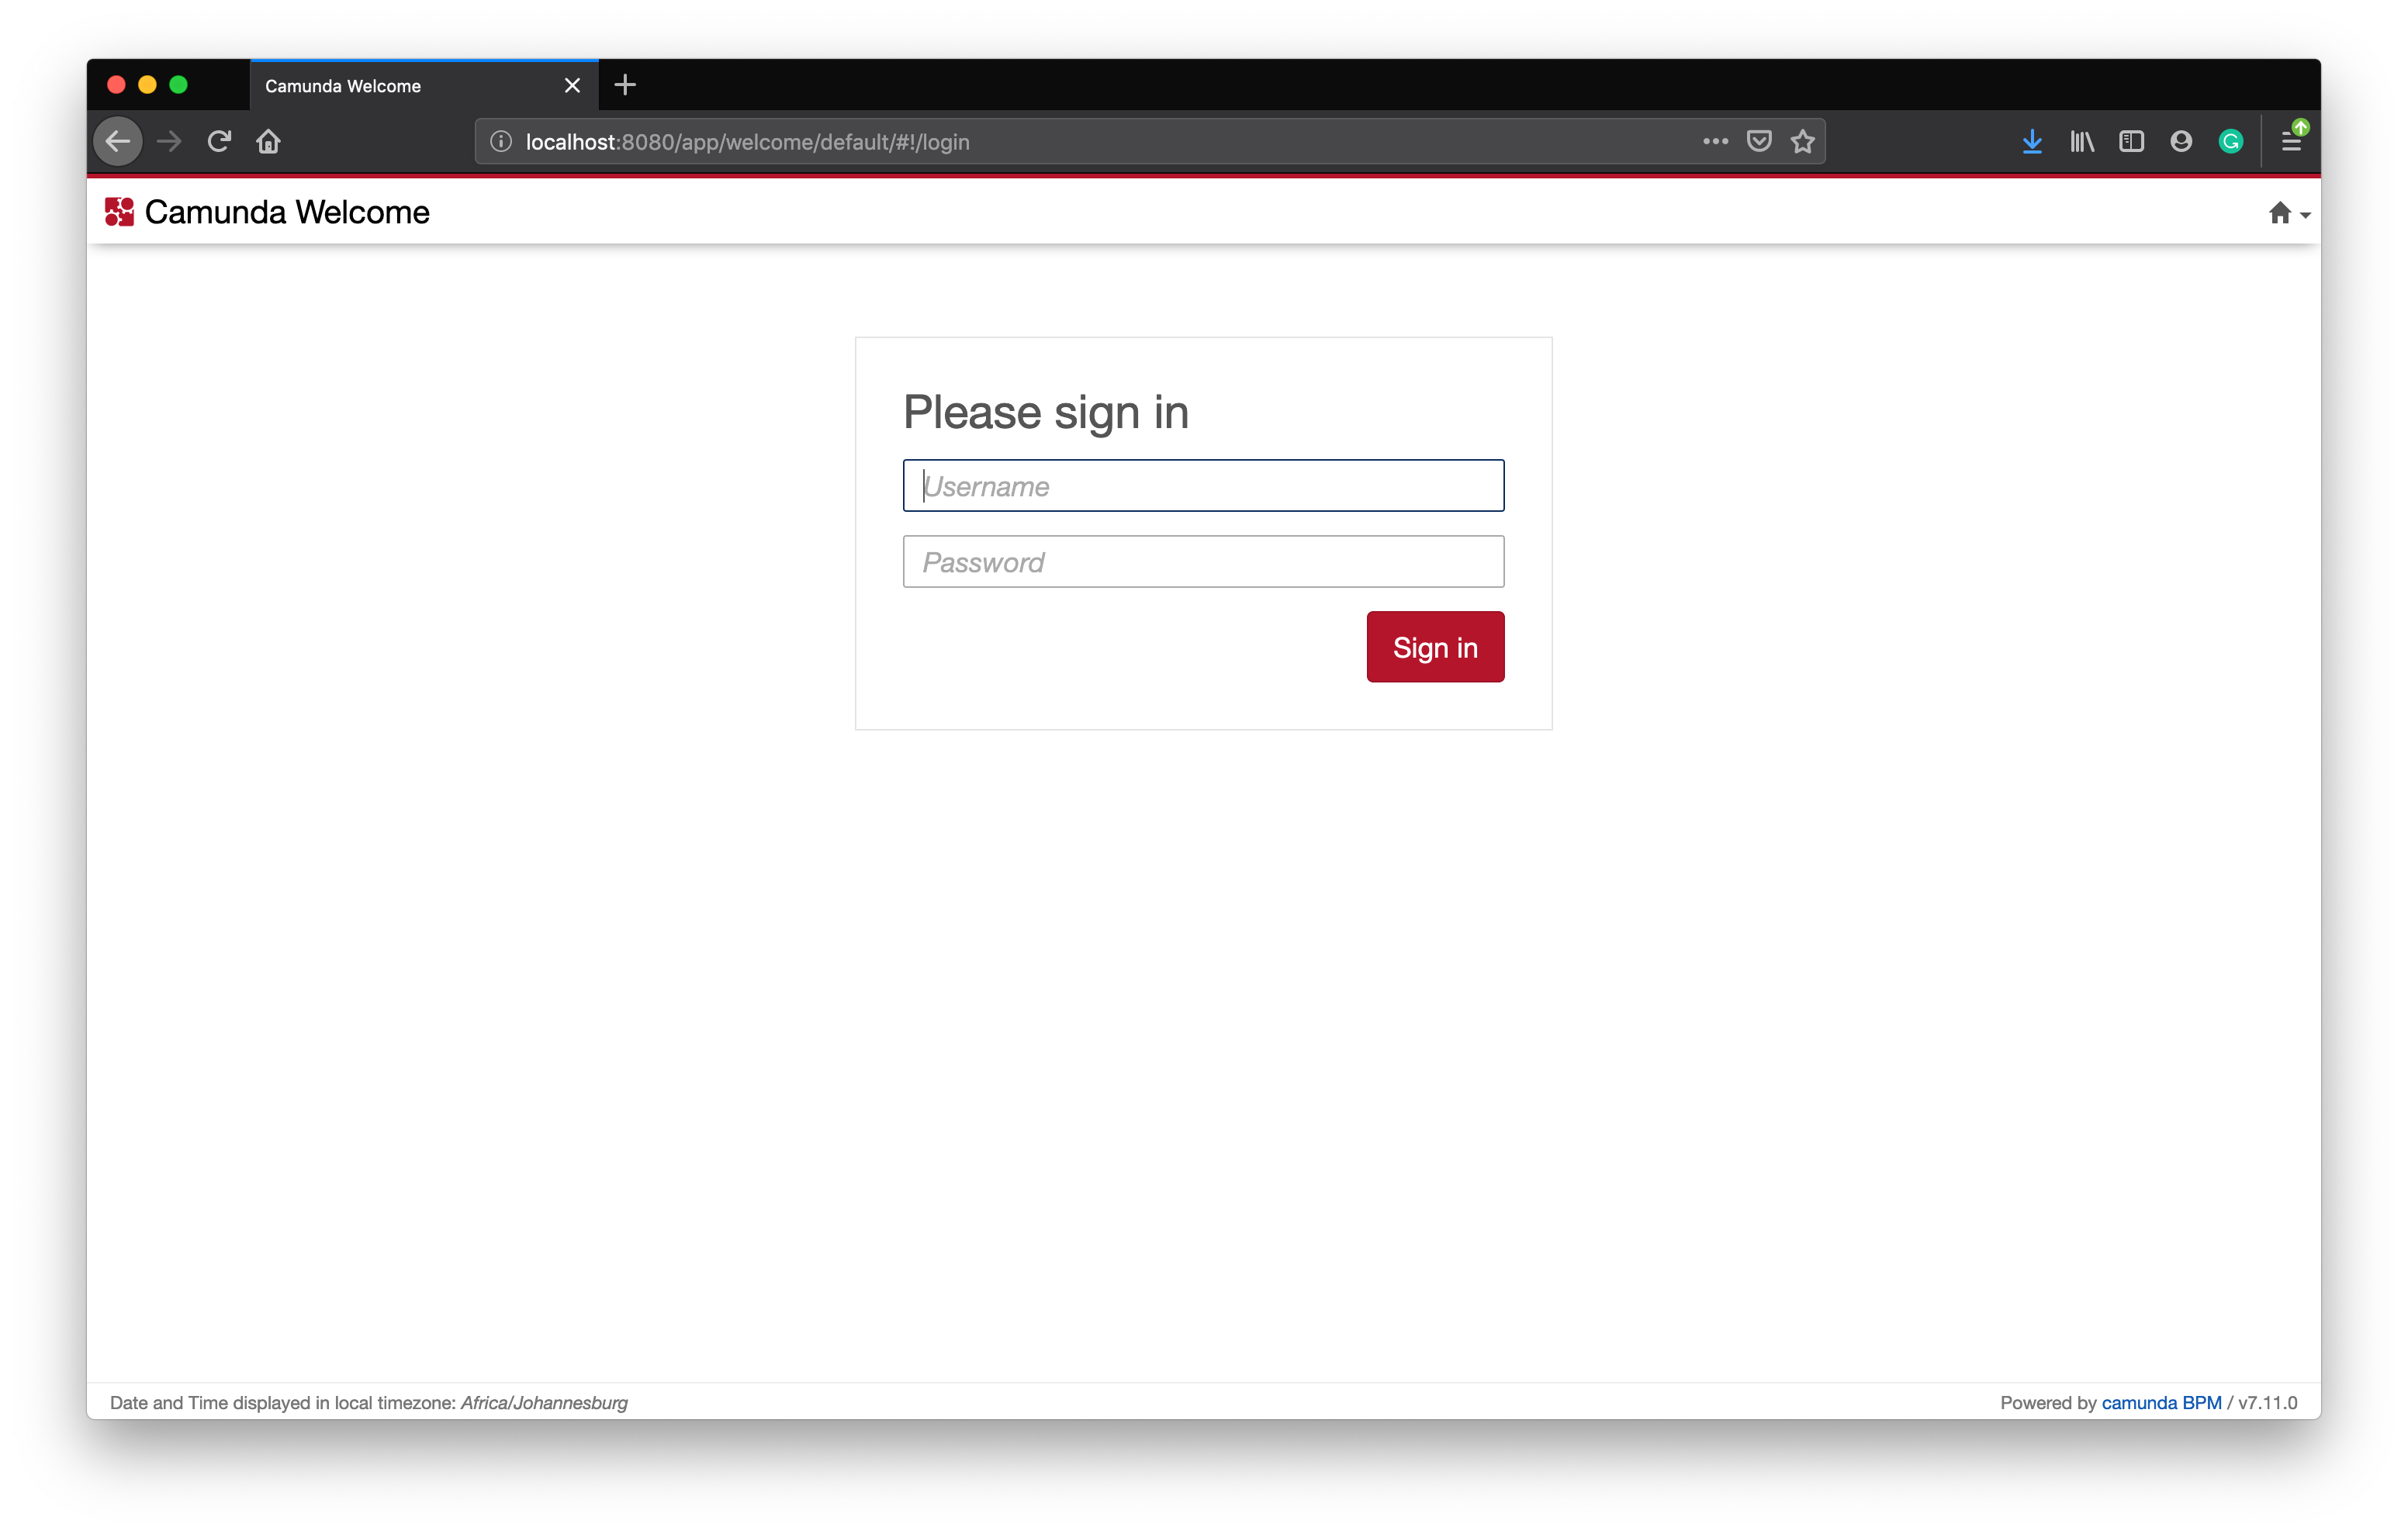 Camunda Welcome
localhost:8080/app/welcome/default/#!/login
Camunda Welcome
Please sign in
Username
Password
Sign in
Date and Time displayed in local timezone: Africa/Johannesburg
Powered by camunda BPM / v7.11.0